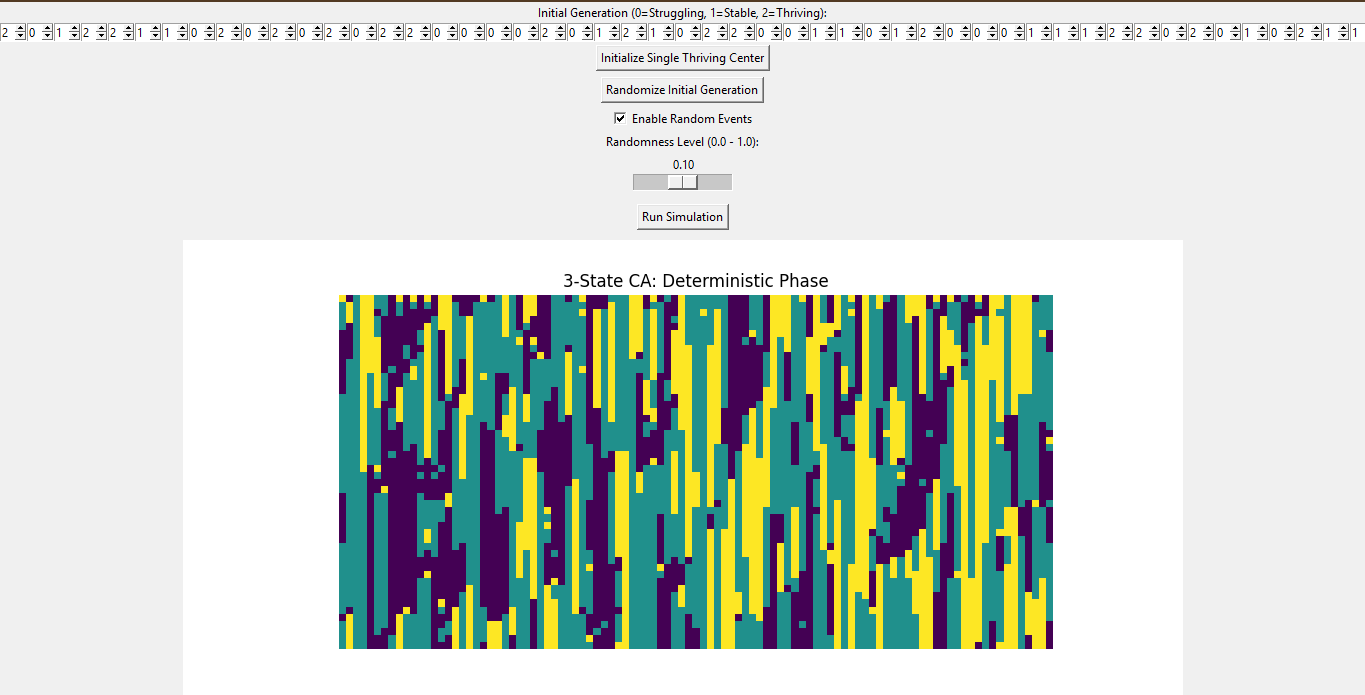 Initial Generation (0=Struggling, 1=Stable, 2=Thriving):
2 0 1 2 2 1 1 0 2 0 2 0 2 0 2 2 0 0 0 0 2 0 1 2 1 0 2 2 0 0 1 1 0 1 2 0 0 0 1 1 1 2 2 0 2 0 1 0 2 1 1
Initialize Single Thriving Center
Randomize Initial Generation
Enable Random Events
Randomness Level (0.0 - 1.0):
0.10
Run Simulation
3-State CA: Deterministic Phase